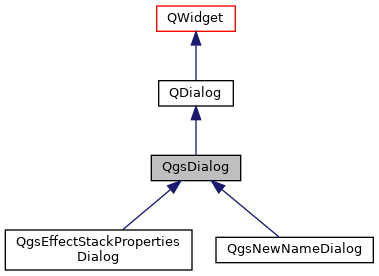 QWidget
QDialog
QgsDialog
QgsEffectStackProperties
Dialog
QgsNewNameDialog